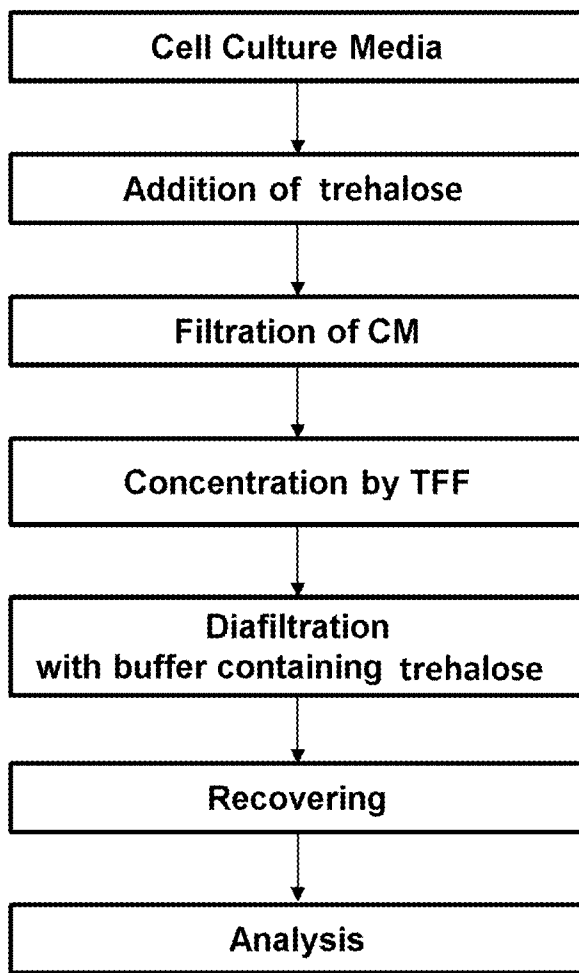 Cell Culture Media
Addition of trehalose
Filtration of CM
Concentration by TFF
Diafiltration
with buffer containing trehalose
Recovering
Analysis